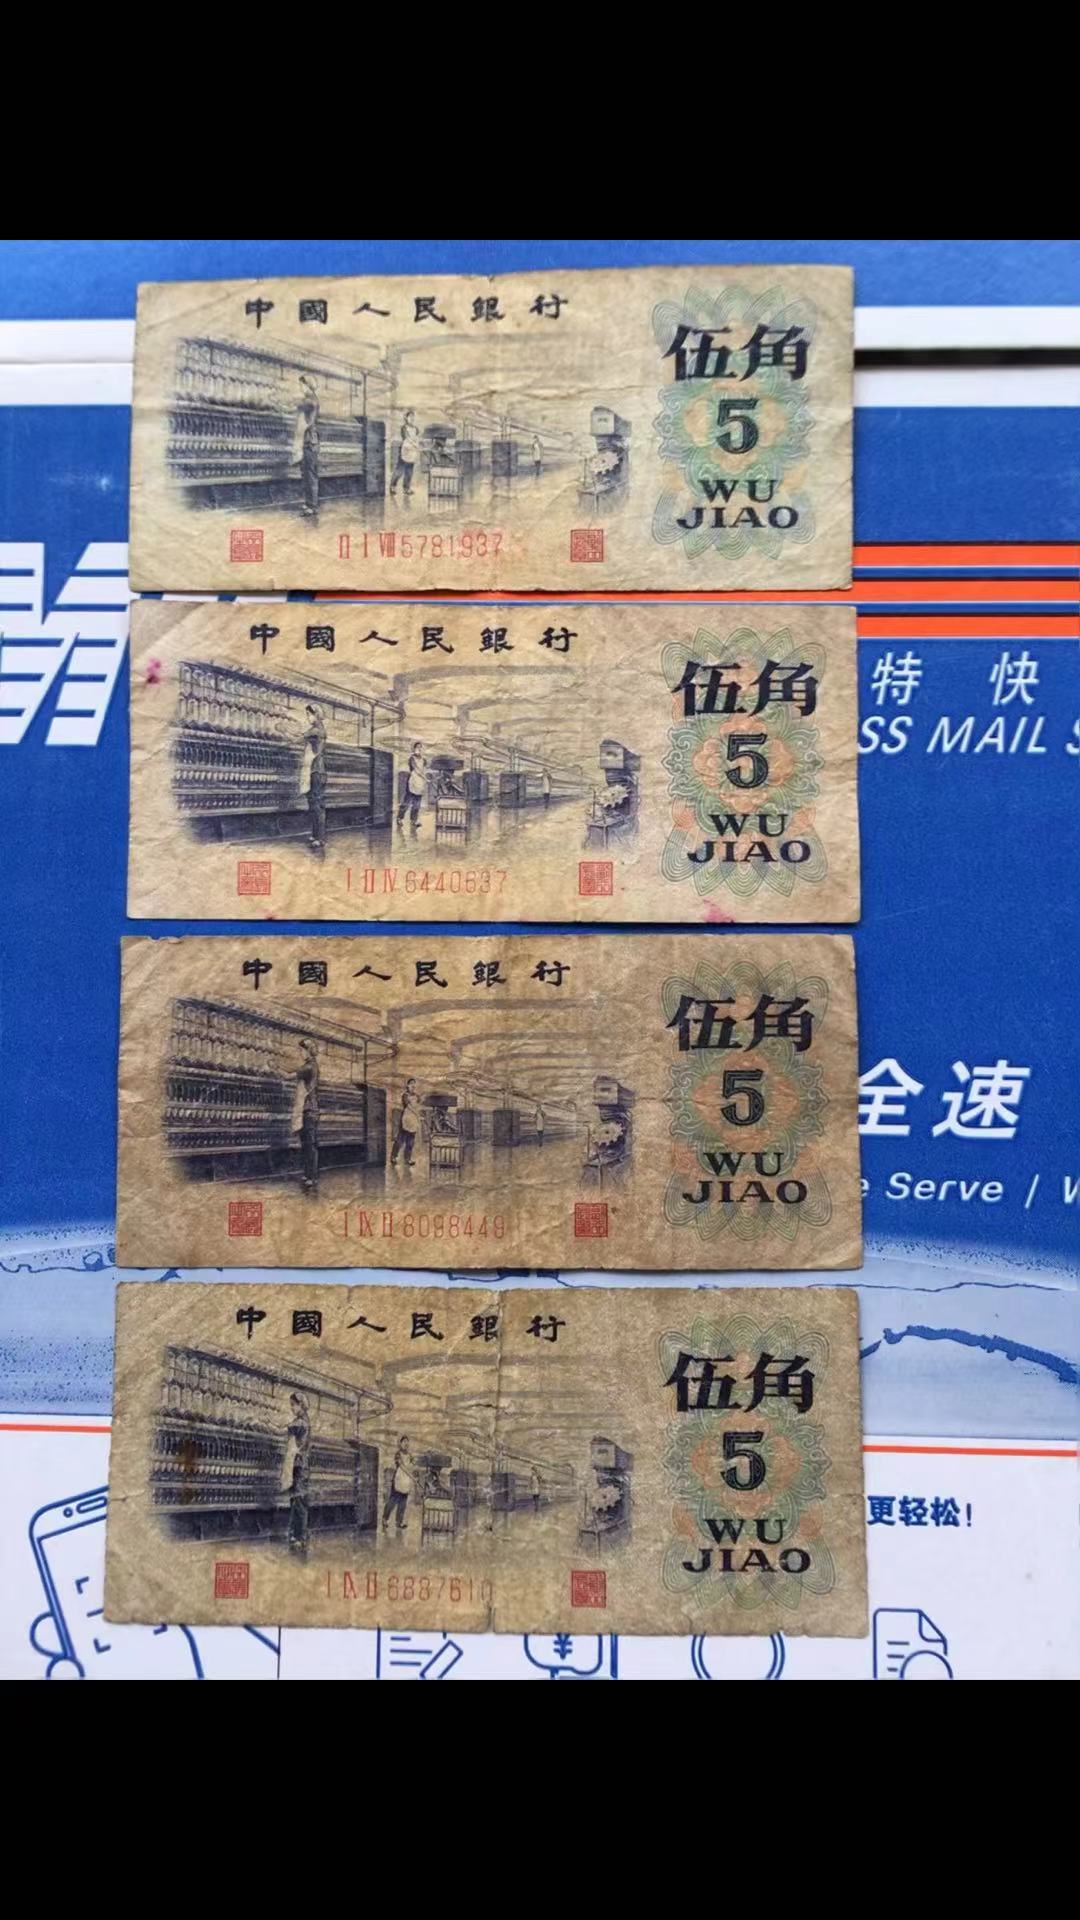 中國人民銀行
伍角
5
WU
JIAO
II I VIII 5781937
中國人民銀行
伍角
5
WU
JIAO
I II IV 6440637
特快
SS MAIL S
中國人民銀行
伍角
5
WU
JIAO
I IX II 8098448
全速
e Serve / W
中國人民銀行
伍角
5
WU
JIAO
I IX II 6887610
更轻松!
¥